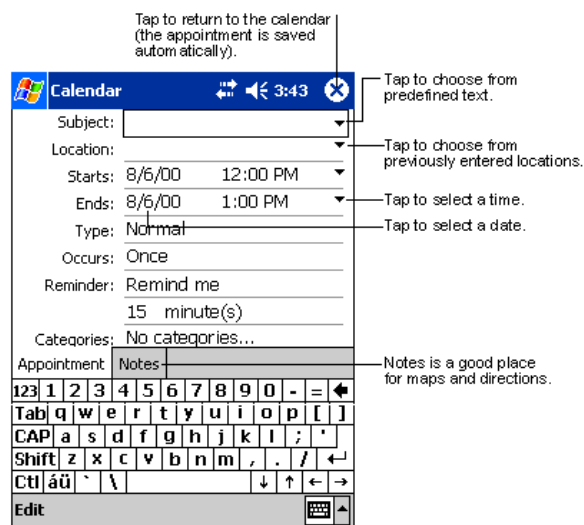 Tap to return to the calendar
(the appointment is saved
automatically).
Calendar 3:43
Tap to choose from
predefined text.
Subject:
Location:
Tap to choose from
previously entered locations.
Starts: 8/6/00 12:00 PM
Ends: 8/6/00 1:00 PM
Tap to select a time.
Type: Normal
Tap to select a date.
Occurs: Once
Reminder: Remind me
15 minute(s)
Categories: No categories...
Appointment Notes
Notes is a good place
for maps and directions.
123 1 2 3 4 5 6 7 8 9 0 - =
Tab q w e r t y u i o p [ ]
CAP a s d f g h j k l ; '
Shift z x c v b n m , . /
Ctl áü ` \
Edit